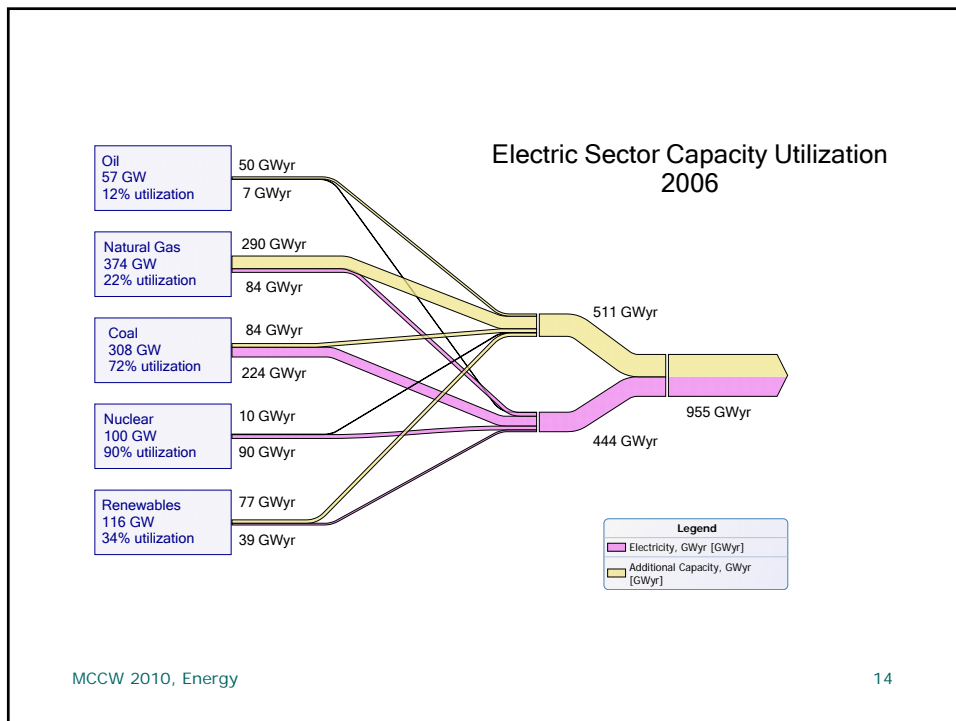 Electric Sector Capacity Utilization
2006
Oil
57 GW
12% utilization
50 GWyr
7 GWyr
Natural Gas
374 GW
22% utilization
290 GWyr
84 GWyr
Coal
308 GW
72% utilization
84 GWyr
224 GWyr
Nuclear
100 GW
90% utilization
10 GWyr
90 GWyr
Renewables
116 GW
34% utilization
77 GWyr
39 GWyr
511 GWyr
444 GWyr
955 GWyr
Legend
Electricity, GWyr [GWyr]
Additional Capacity, GWyr
[GWyr]
MCCW 2010, Energy
14